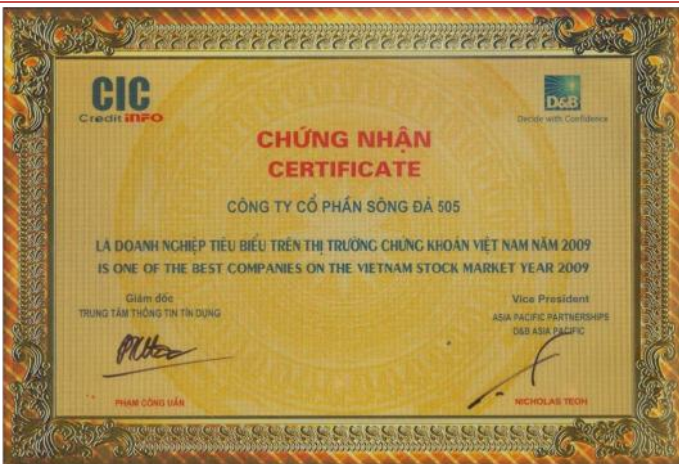 CIC
Credit INFO
D&B
Decide with Confidence
CHỨNG NHẬN
CERTIFICATE
CÔNG TY CỔ PHẦN SÔNG ĐÀ 505
LÀ DOANH NGHIỆP TIÊU BIỂU TRÊN THỊ TRƯỜNG CHỨNG KHOÁN VIỆT NAM NĂM 2009
IS ONE OF THE BEST COMPANIES ON THE VIETNAM STOCK MARKET YEAR 2009
Giám đốc
TRUNG TÂM THÔNG TIN TÍN DỤNG
PHẠM CÔNG UẨN
Vice President
ASIA PACIFIC PARTNERSHIPS
D&B ASIA PACIFIC
NICHOLAS TEOH